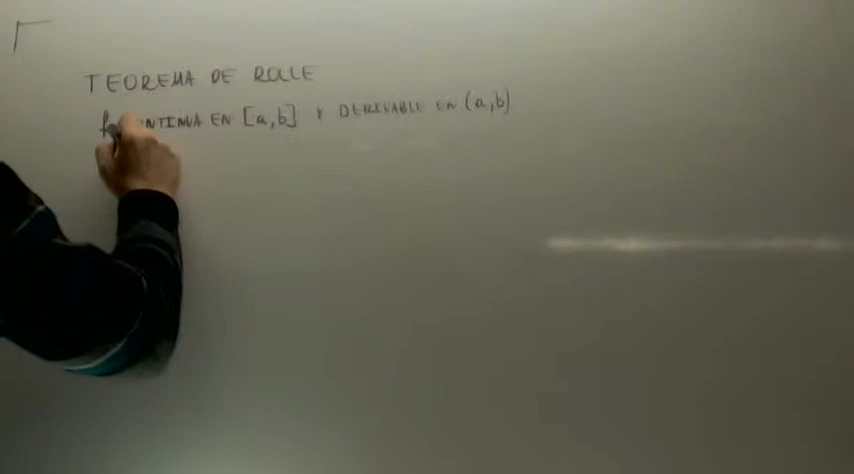 TEOREMA DE ROLLE
f NTINUA EN [a,b] Y DERIVABLE EN (a,b)